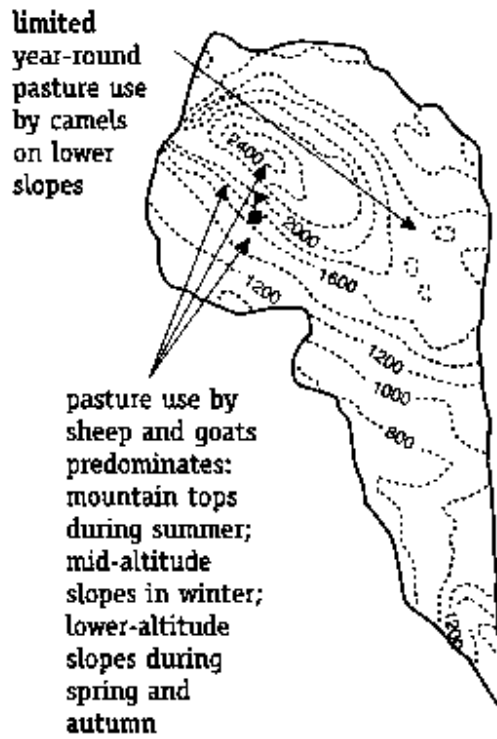 limited
year-round
pasture use
by camels
on lower
slopes
2400
2000
1600
1200
1200
1000
800
1200
pasture use by
sheep and goats
predominates:
mountain tops
during summer;
mid-altitude
slopes in winter;
lower-altitude
slopes during
spring and
autumn